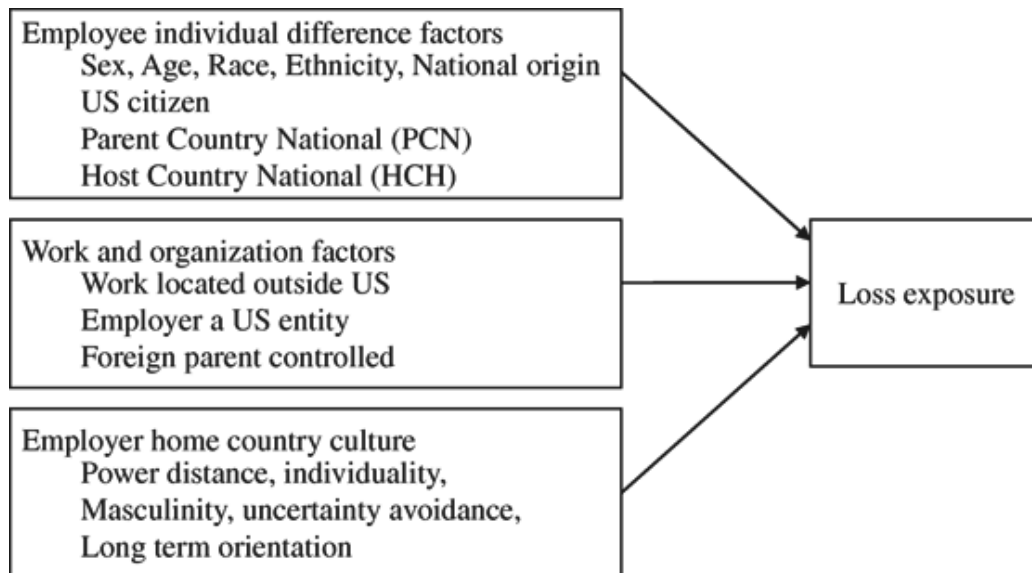 Employee individual difference factors
Sex, Age, Race, Ethnicity, National origin
US citizen
Parent Country National (PCN)
Host Country National (HCH)
Work and organization factors
Work located outside US
Employer a US entity
Foreign parent controlled
Loss exposure
Employer home country culture
Power distance, individuality,
Masculinity, uncertainty avoidance,
Long term orientation